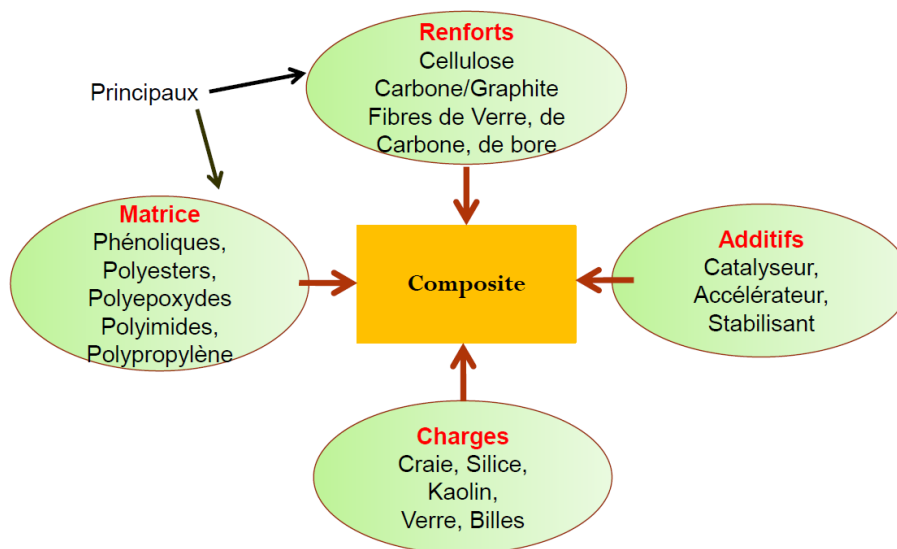 Renforts
Cellulose
Carbone/Graphite
Fibres de Verre, de
Carbone, de bore
Principaux
Matrice
Phénoliques,
Polyesters,
Polyepoxydes
Polyimides,
Polypropylène
Composite
Additifs
Catalyseur,
Accélérateur,
Stabilisant
Charges
Craie, Silice,
Kaolin,
Verre, Billes